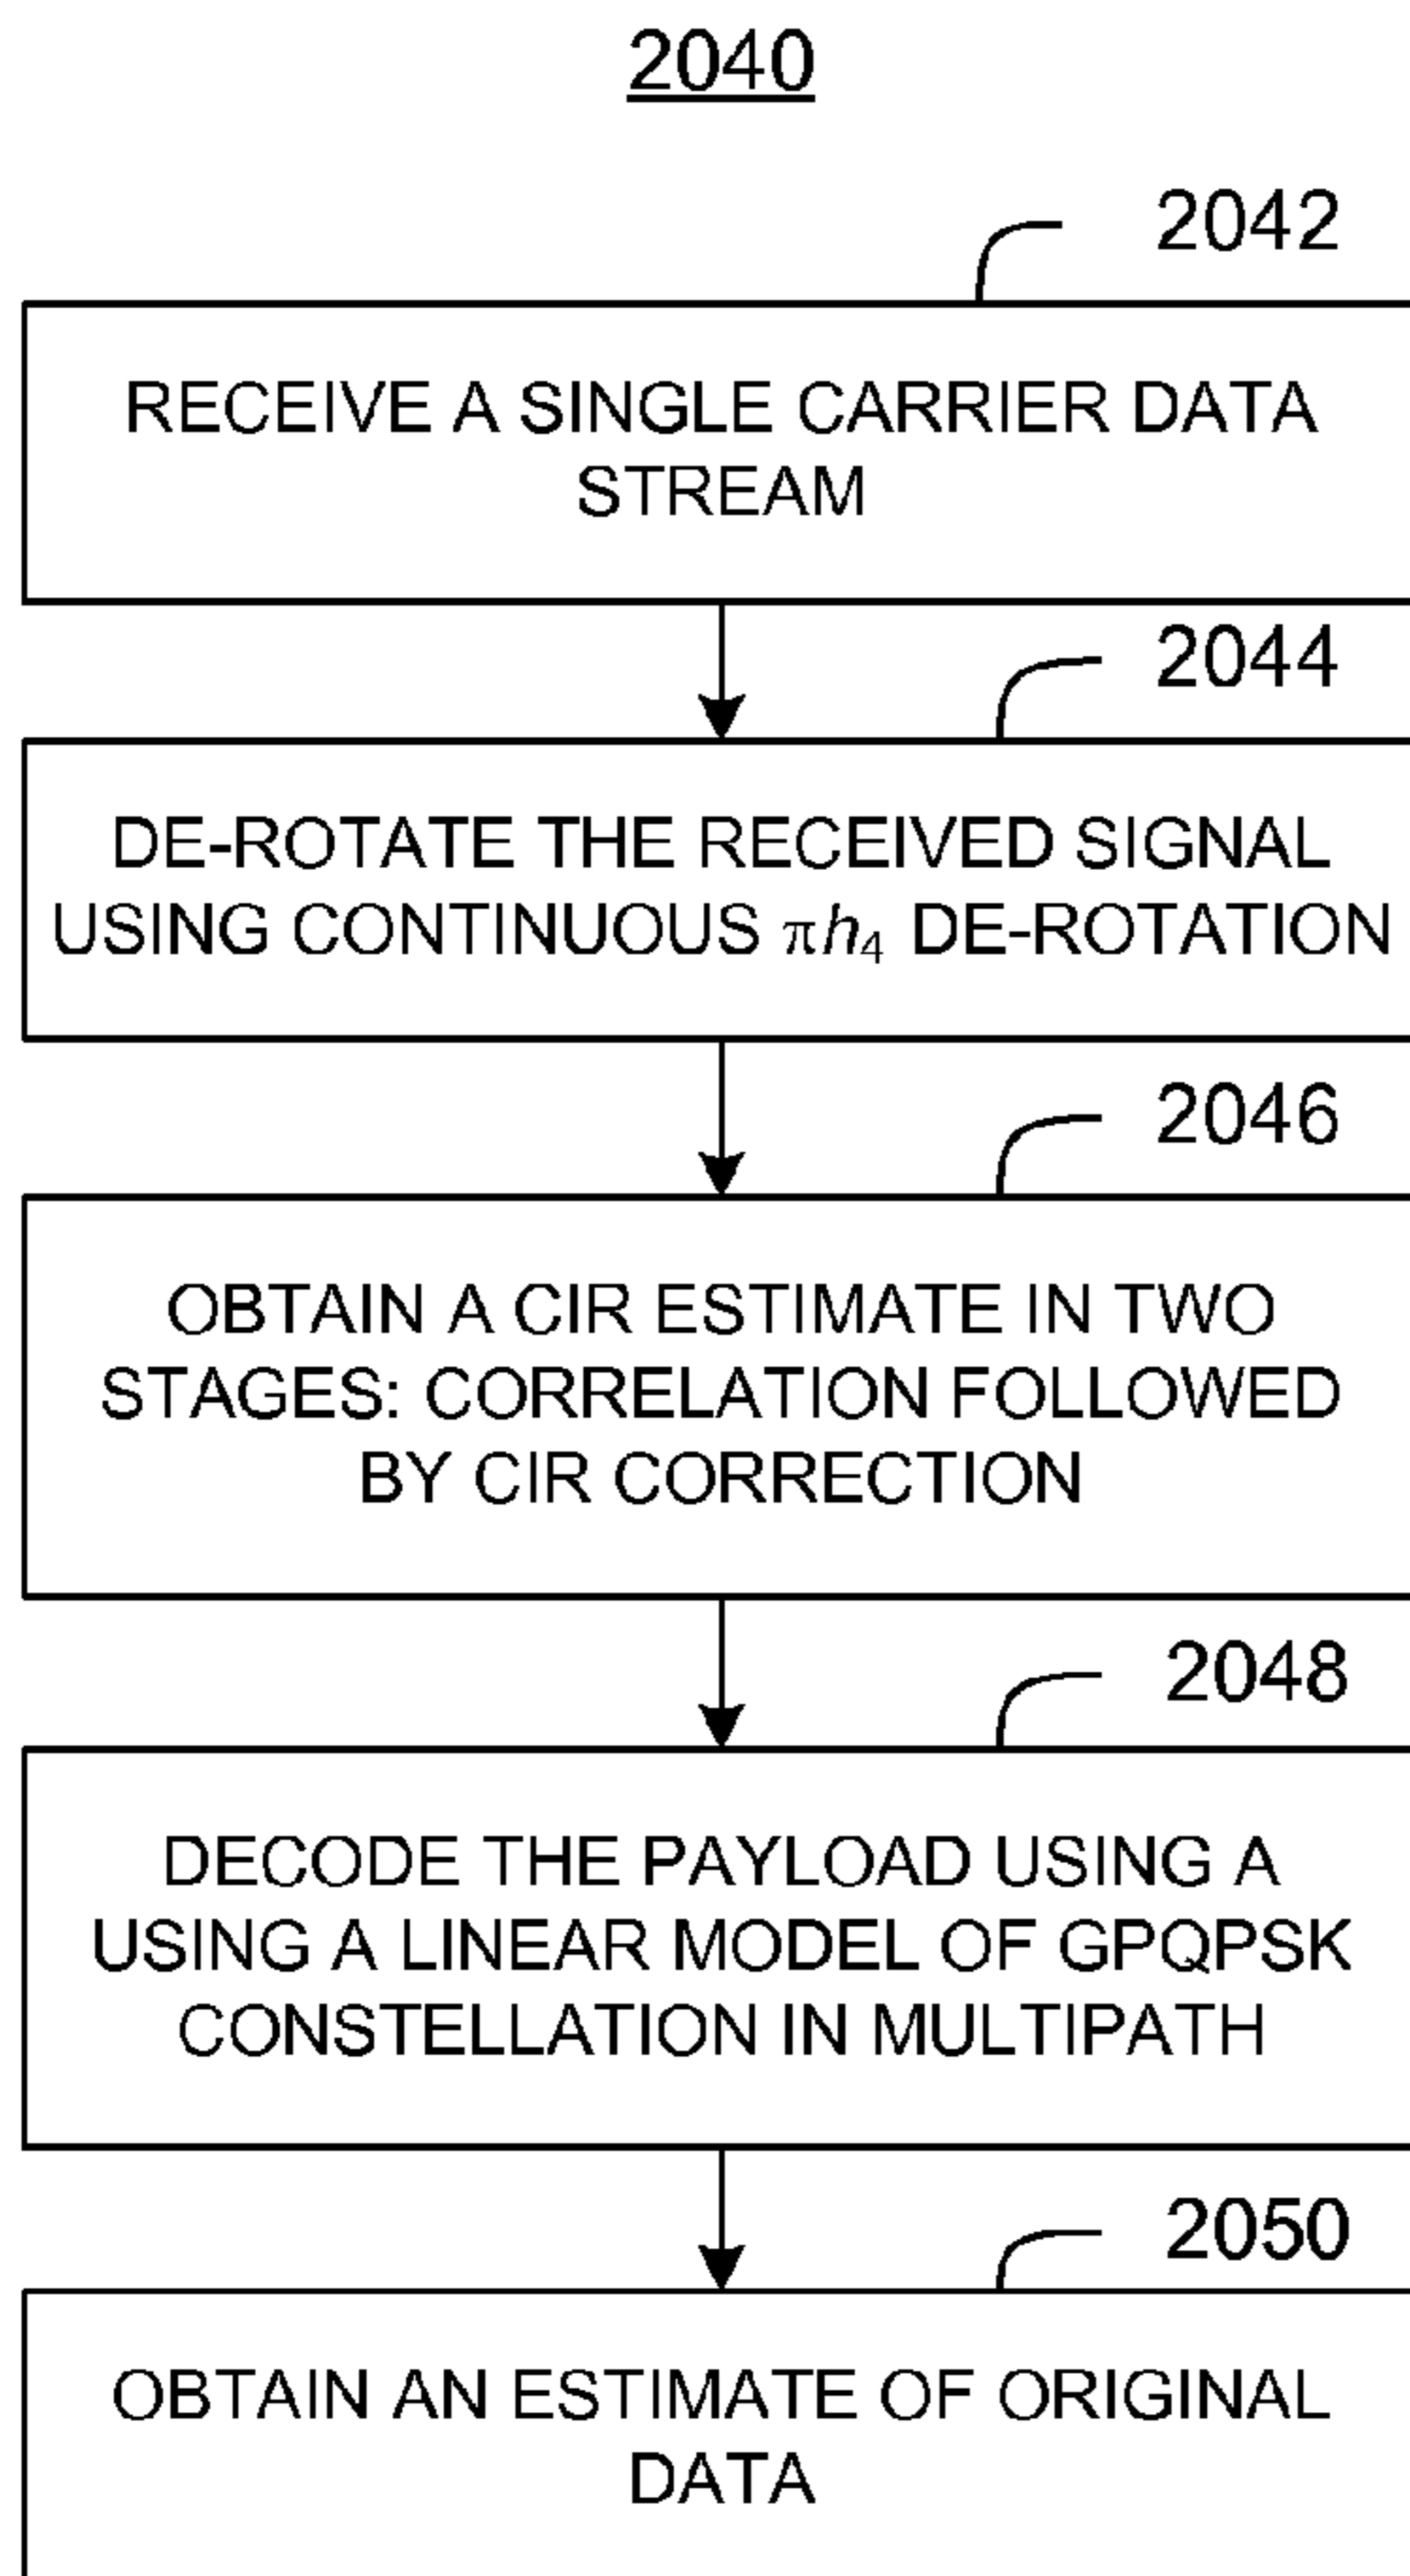 2040
2042
RECEIVE A SINGLE CARRIER DATA
STREAM
2044
DE-ROTATE THE RECEIVED SIGNAL
USING CONTINUOUS πh₄ DE-ROTATION
2046
OBTAIN A CIR ESTIMATE IN TWO
STAGES: CORRELATION FOLLOWED
BY CIR CORRECTION
2048
DECODE THE PAYLOAD USING A
USING A LINEAR MODEL OF GPQPSK
CONSTELLATION IN MULTIPATH
2050
OBTAIN AN ESTIMATE OF ORIGINAL
DATA